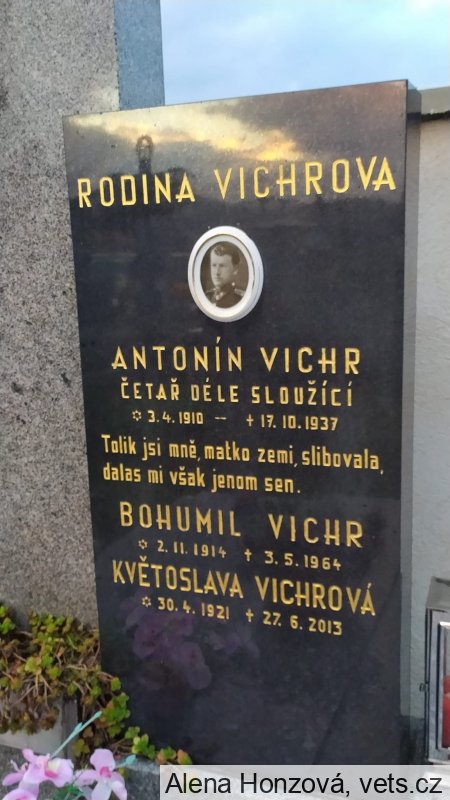 RODINA VICHROVA
ANTONÍN VICHR
ČETAŘ DÉLE SLOUŽÍCÍ
✡ 3.4.1910 — ✝ 17.10.1937
Tolik jsi mně, matko zemi, slibovala,
dalas mi však jenom sen.
BOHUMIL VICHR
✡ 2.11.1914 ✝ 3.5.1964
KVĚTOSLAVA VICHROVÁ
✡ 30.4.1921 ✝ 27.6.2013
Alena Honzová, vets.cz